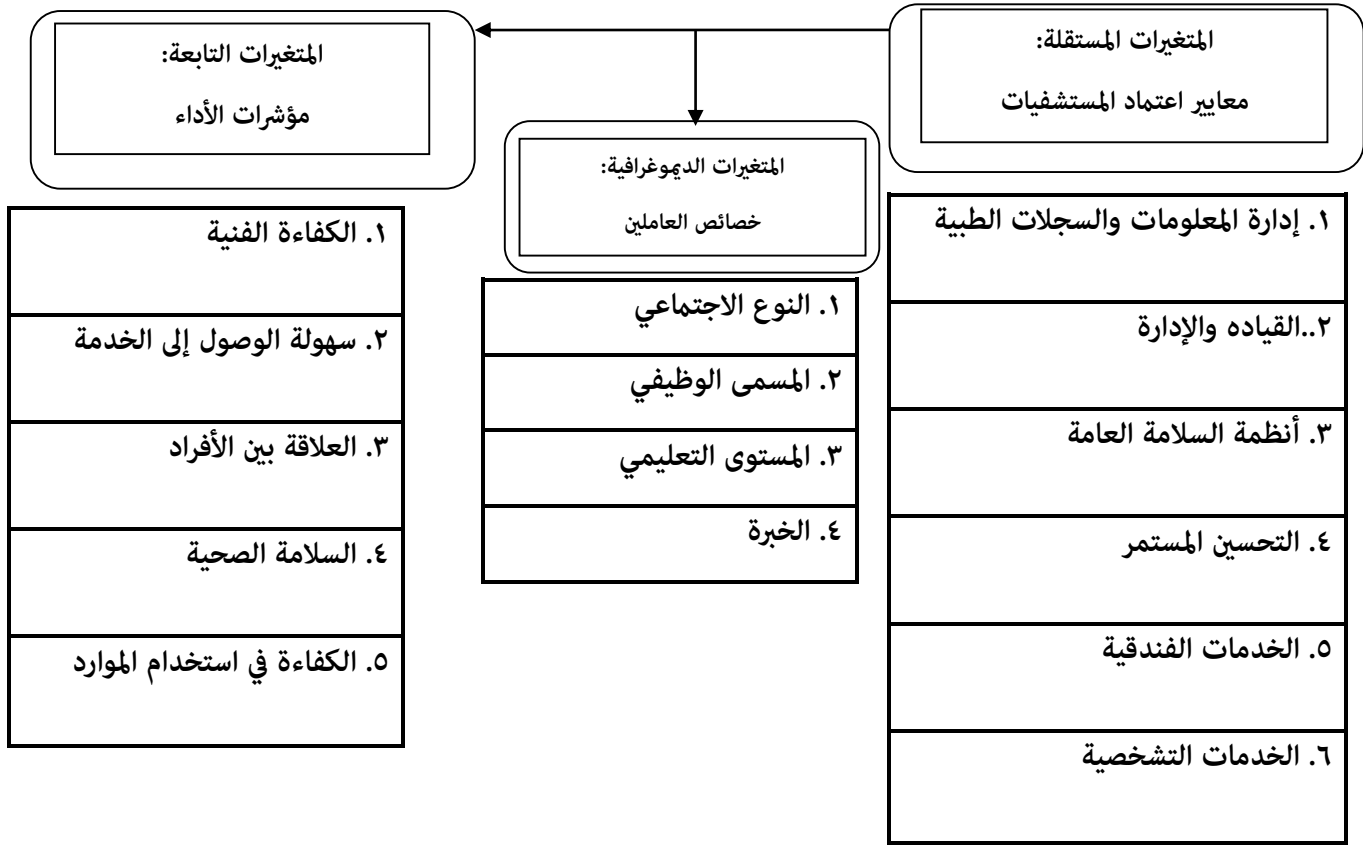 المتغيرات المستقلة:
معايير اعتماد المستشفيات
١. إدارة المعلومات والسجلات الطبية
٢..القياده والإدارة
٣. أنظمة السلامة العامة
٤. التحسين المستمر
٥. الخدمات الفندقية
٦. الخدمات التشخصية
المتغيرات الديموغرافية:
خصائص العاملين
١. النوع الاجتماعي
٢. المسمى الوظيفي
٣. المستوى التعليمي
٤. الخبرة
المتغيرات التابعة:
مؤشرات الأداء
١. الكفاءة الفنية
٢. سهولة الوصول إلى الخدمة
٣. العلاقة بين الأفراد
٤. السلامة الصحية
٥. الكفاءة في استخدام الموارد